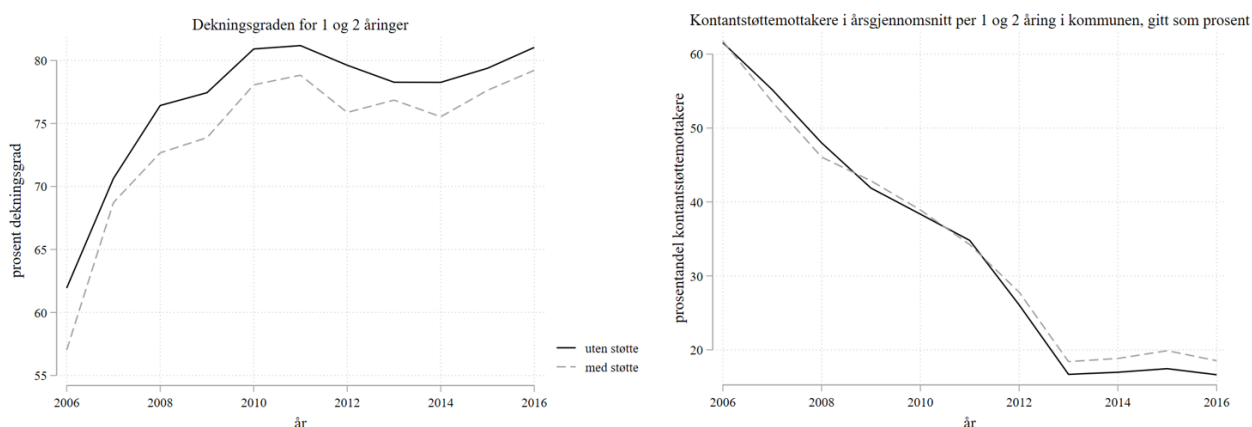 Dekningsgraden for 1 og 2 åringer
prosent dekningsgrad
80
75
70
65
60
55
2006
2008
2010
2012
2014
2016
år
uten støtte
med støtte
Kontantstøttemottakere i årsgjennomsnitt per 1 og 2 åring i kommunen, gitt som prosent
prosentandel kontantstøttemottakere
60
50
40
30
20
2006
2008
2010
2012
2014
2016
år